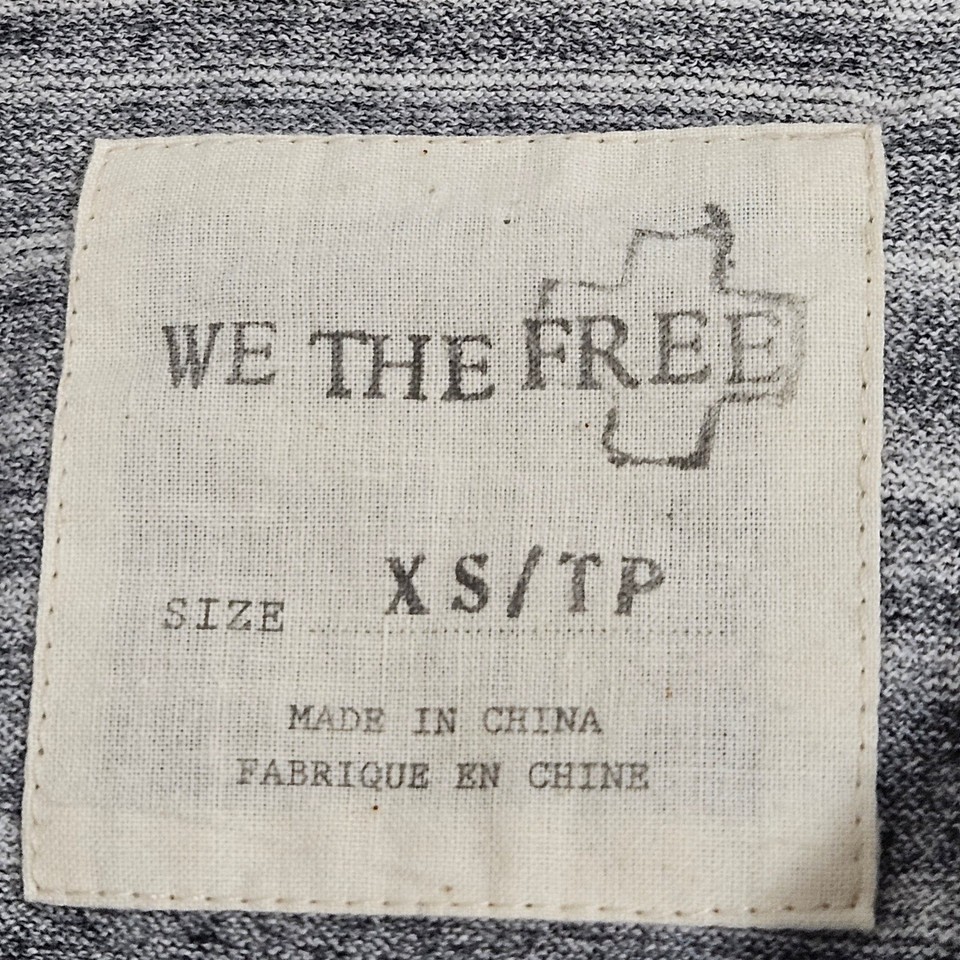 WE THE FREE
SIZE XS/TP
MADE IN CHINA
FABRIQUE EN CHINE